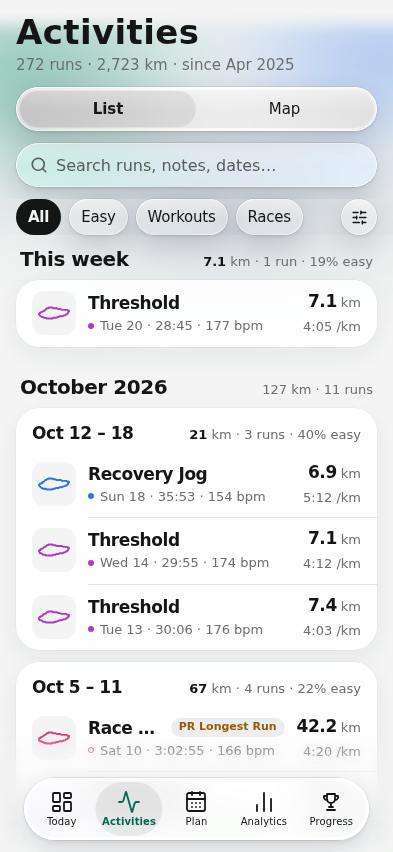 Activities
272 runs · 2,723 km · since Apr 2025
List Map
Search runs, notes, dates...
All Easy Workouts Races
This week 7.1 km · 1 run · 19% easy
Threshold 7.1 km
Tue 20 · 28:45 · 177 bpm 4:05 /km
October 2026 127 km · 11 runs
Oct 12 – 18 21 km · 3 runs · 40% easy
Recovery Jog 6.9 km
Sun 18 · 35:53 · 154 bpm 5:12 /km
Threshold 7.1 km
Wed 14 · 29:55 · 174 bpm 4:12 /km
Threshold 7.4 km
Tue 13 · 30:06 · 176 bpm 4:03 /km
Oct 5 – 11 67 km · 4 runs · 22% easy
Race ... PR Longest Run 42.2 km
Sat 10 · 3:02:55 · 166 bpm 4:20 /km
Today Activities Plan Analytics Progress